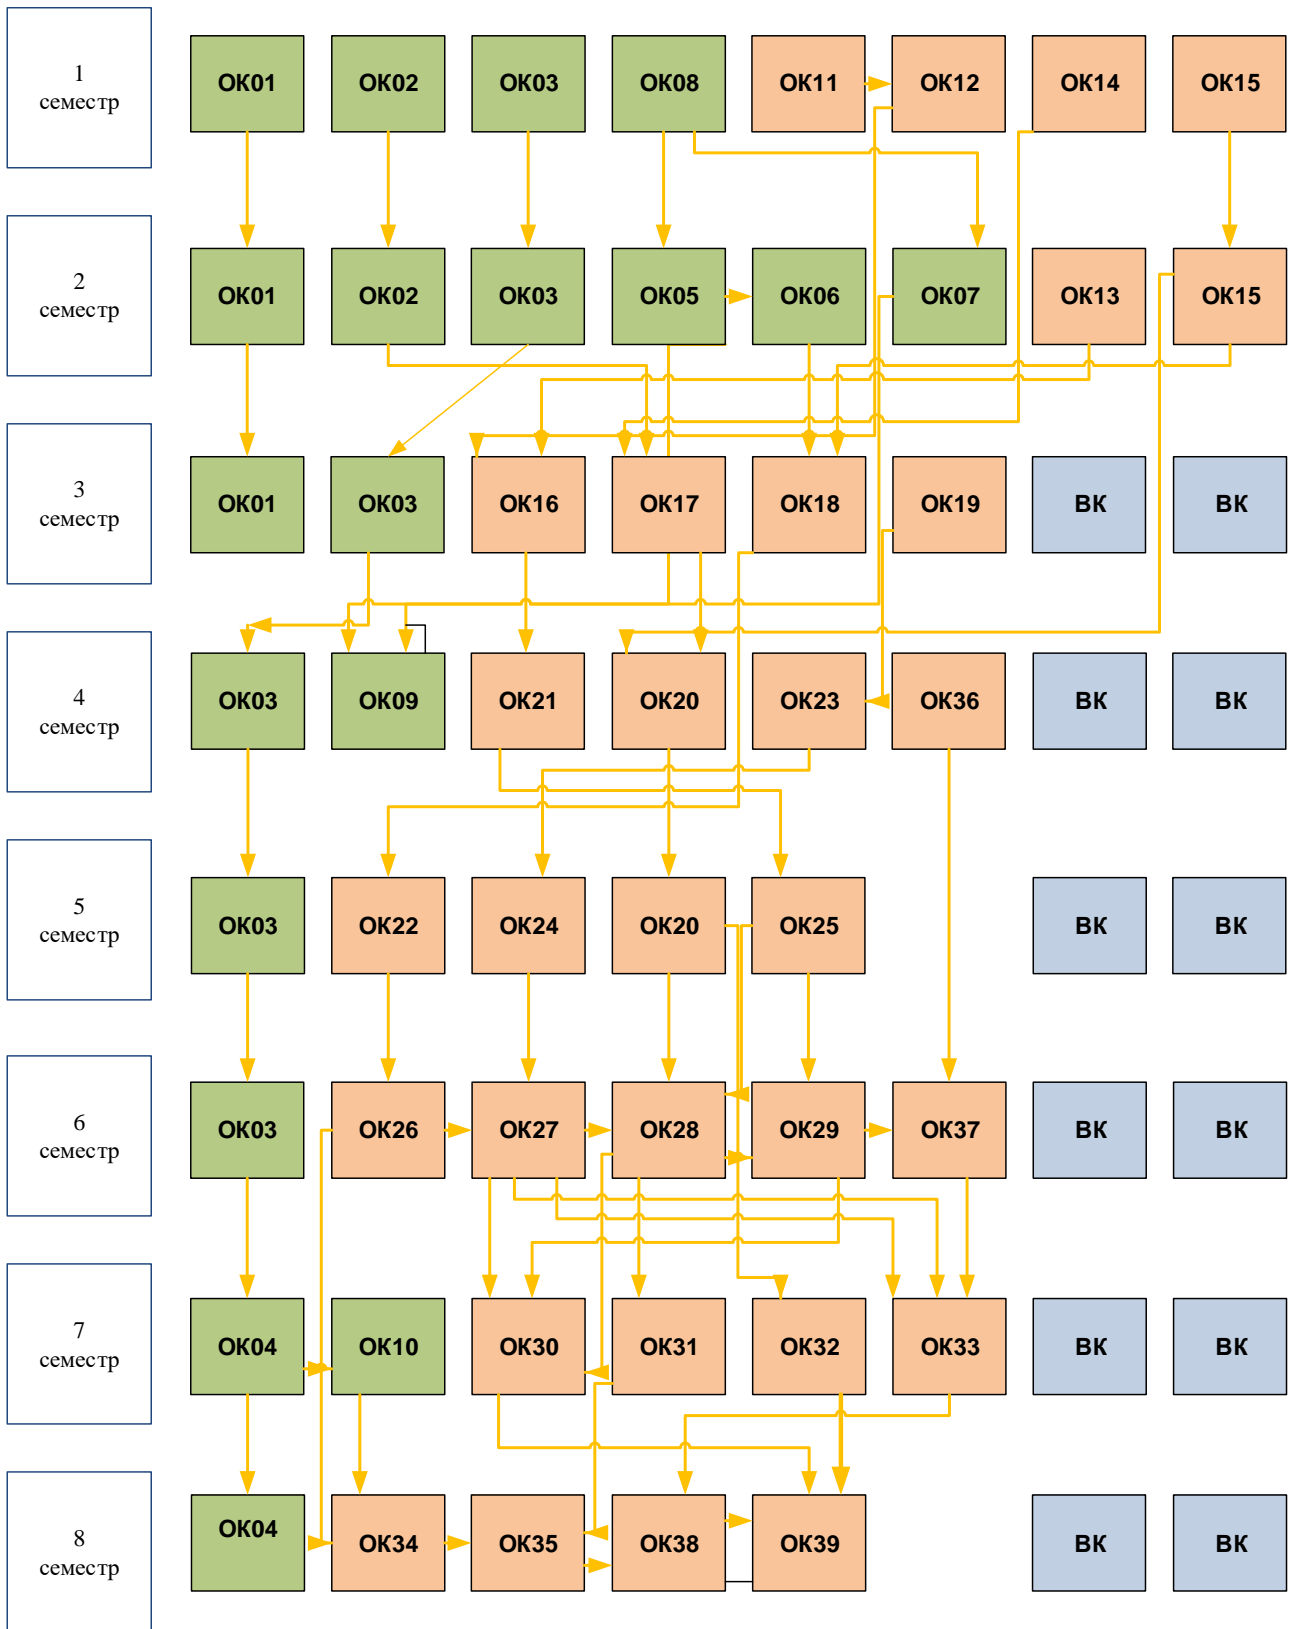 1
семестр
ОК01
ОК02
ОК03
ОК08
ОК11
ОК12
ОК14
ОК15
2
семестр
ОК01
ОК02
ОК03
ОК05
ОК06
ОК07
ОК13
ОК15
3
семестр
ОК01
ОК03
ОК16
ОК17
ОК18
ОК19
ВК
ВК
4
семестр
ОК03
ОК09
ОК21
ОК20
ОК23
ОК36
ВК
ВК
5
семестр
ОК03
ОК22
ОК24
ОК20
ОК25
ВК
ВК
6
семестр
ОК03
ОК26
ОК27
ОК28
ОК29
ОК37
ВК
ВК
7
семестр
ОК04
ОК10
ОК30
ОК31
ОК32
ОК33
ВК
ВК
8
семестр
ОК04
ОК34
ОК35
ОК38
ОК39
ВК
ВК